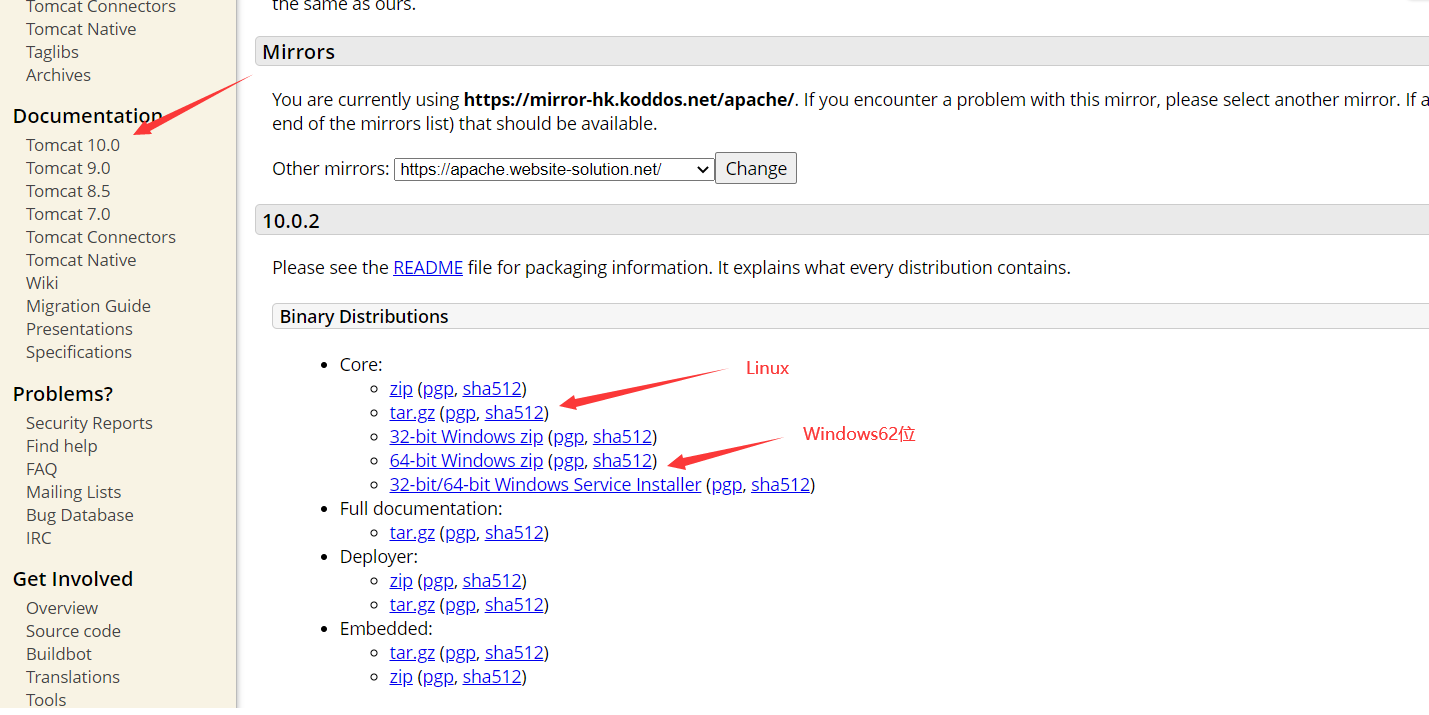 Tomcat Connectors
Tomcat Native
Taglibs
Archives
Documentation
Tomcat 10.0
Tomcat 9.0
Tomcat 8.5
Tomcat 7.0
Tomcat Connectors
Tomcat Native
Wiki
Migration Guide
Presentations
Specifications
Problems?
Security Reports
Find help
FAQ
Mailing Lists
Bug Database
IRC
Get Involved
Overview
Source code
Buildbot
Translations
Tools
the same as ours.
Mirrors
You are currently using https://mirror-hk.koddos.net/apache/. If you encounter a problem with this mirror, please select another mirror. If a
end of the mirrors list) that should be available.
Other mirrors: https://apache.website-solution.net/ Change
10.0.2
Please see the README file for packaging information. It explains what every distribution contains.
Binary Distributions
Core:
zip (pgp, sha512)
Linux
tar.gz (pgp, sha512)
32-bit Windows zip (pgp, sha512)
Windows62位
64-bit Windows zip (pgp, sha512)
32-bit/64-bit Windows Service Installer (pgp, sha512)
Full documentation:
tar.gz (pgp, sha512)
Deployer:
zip (pgp, sha512)
tar.gz (pgp, sha512)
Embedded:
tar.gz (pgp, sha512)
zip (pgp, sha512)